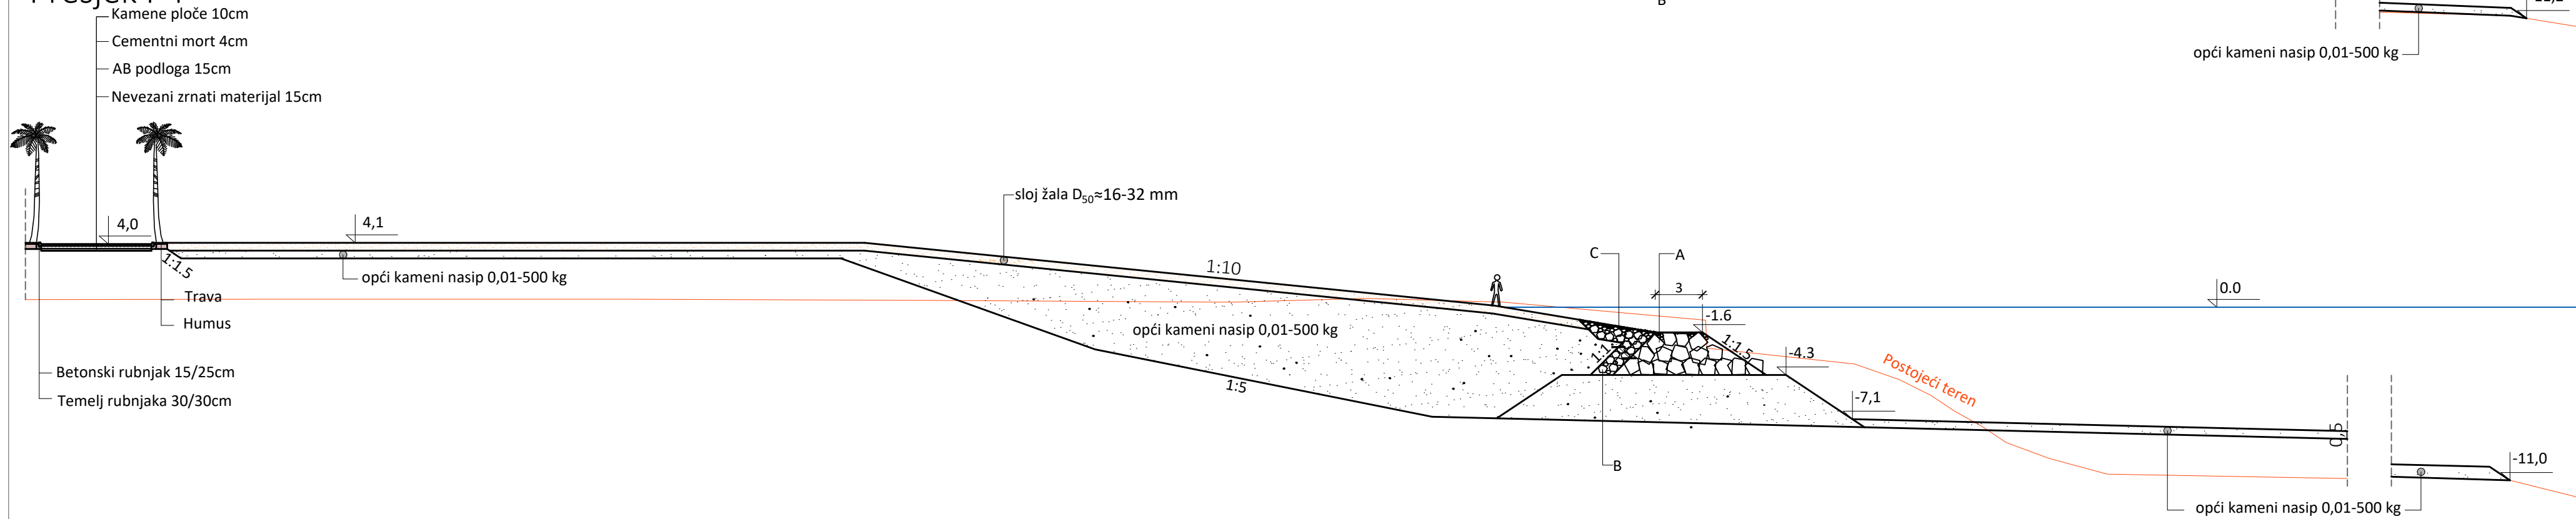 Kamene ploče 10cm
Cementni mort 4cm
AB podloga 15cm
Nevezani zrnati materijal 15cm
B
opći kameni nasip 0,01-500 kg
4,0
4,1
sloj žala D₅₀≈16-32 mm
1:1.5
opći kameni nasip 0,01-500 kg
Trava
Humus
Betonski rubnjak 15/25cm
Temelj rubnjaka 30/30cm
1:10
opći kameni nasip 0,01-500 kg
1:5
C
A
3
-1.6
1:1.5
-4.3
B
-7,1
0.0
Postojeći teren
0,5
-11,0
opći kameni nasip 0,01-500 kg